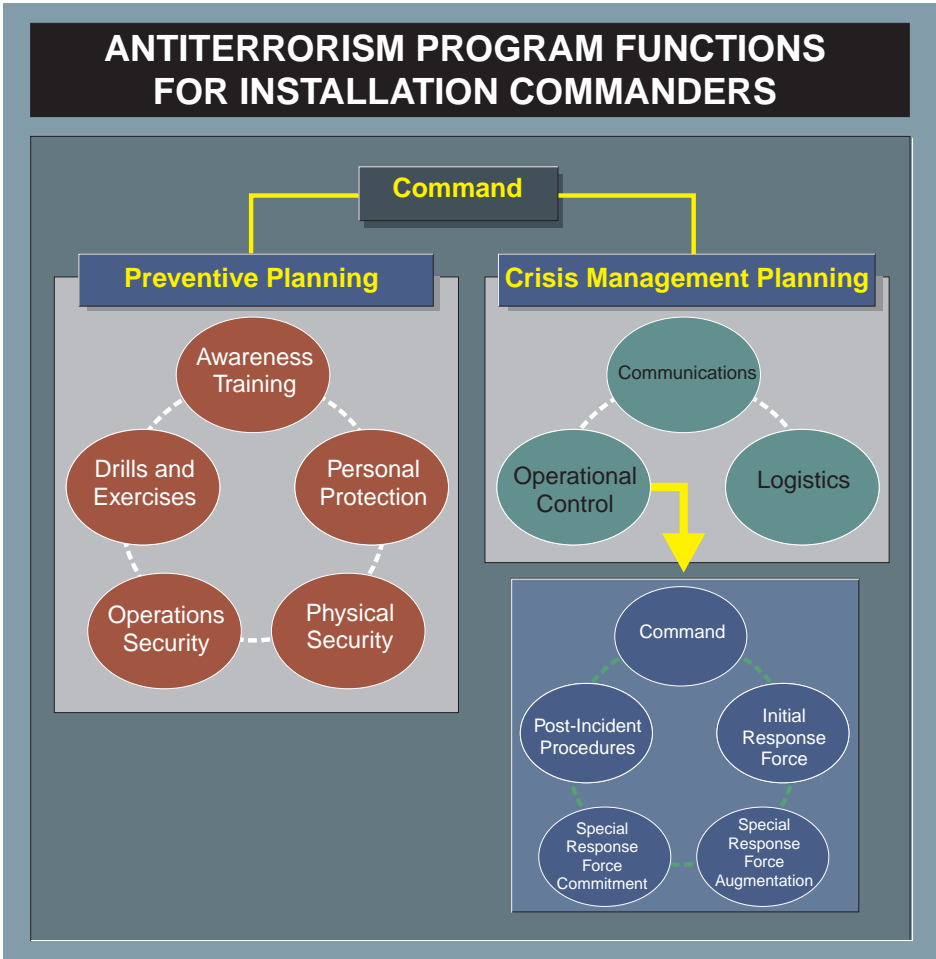 ANTITERRORISM PROGRAM FUNCTIONS
FOR INSTALLATION COMMANDERS
Command
Preventive Planning
Awareness
Training
Drills and
Exercises
Personal
Protection
Operations
Security
Physical
Security
Crisis Management Planning
Communications
Operational
Control
Logistics
Command
Post-Incident
Procedures
Initial
Response
Force
Special
Response
Force
Commitment
Special
Response
Force
Augmentation